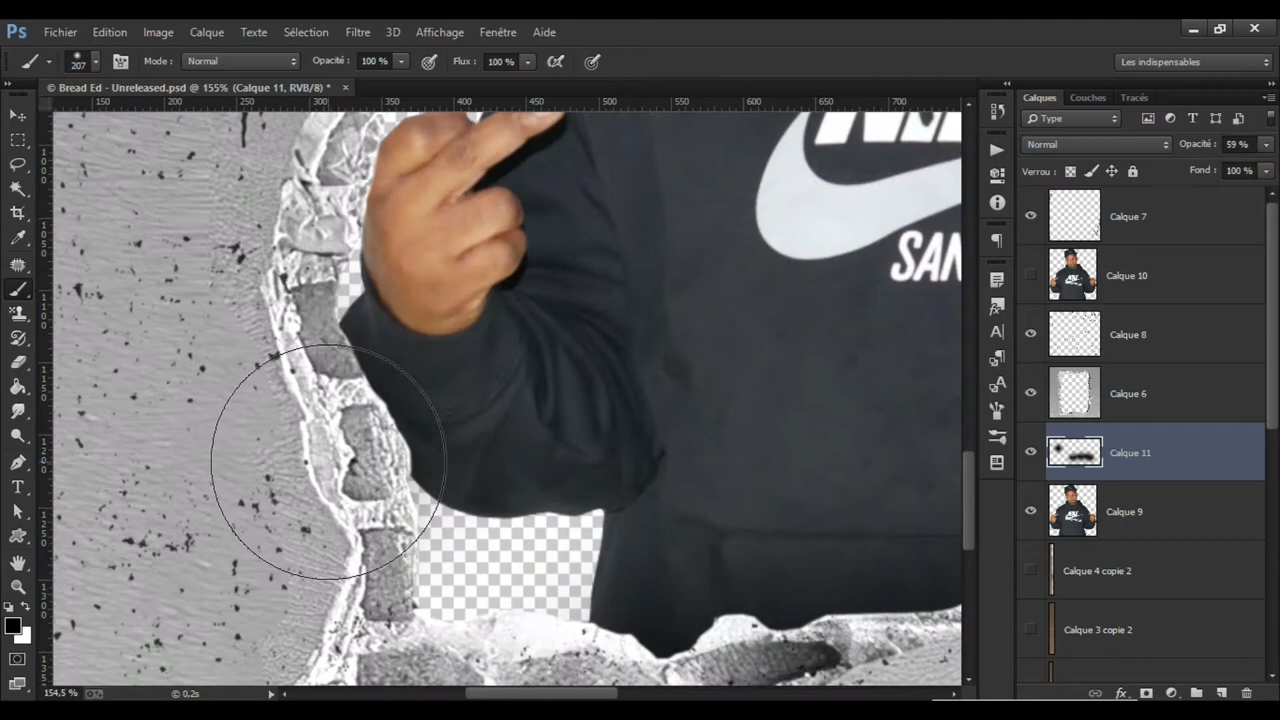 Ps Fichier Edition Image Calque Texte Sélection Filtre 3D Affichage Fenêtre Aide
207 Mode : Normal Opacité : 100 % Flux : 100 % Les indispensables
© Bread Ed - Unreleased.psd @ 155% (Calque 11, RVB/8) * ×
150 200 250 300 350 400 450 500 550 600 650 700
Calques Couches Tracés
Type
Normal Opacité : 59 %
Verrou : Fond : 100 %
Calque 7
SAN
Calque 10
Calque 8
Calque 6
Calque 11
Calque 9
Calque 4 copie 2
Calque 3 copie 2
154,5 % © 0,2s
fx